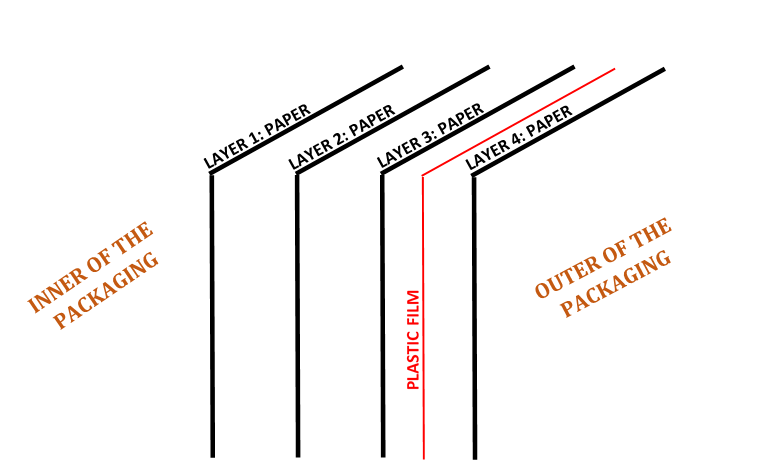 LAYER 1: PAPER
LAYER 2: PAPER
LAYER 3: PAPER
LAYER 4: PAPER
INNER OF THE
PACKAGING
OUTER OF THE
PACKAGING
PLASTIC FILM